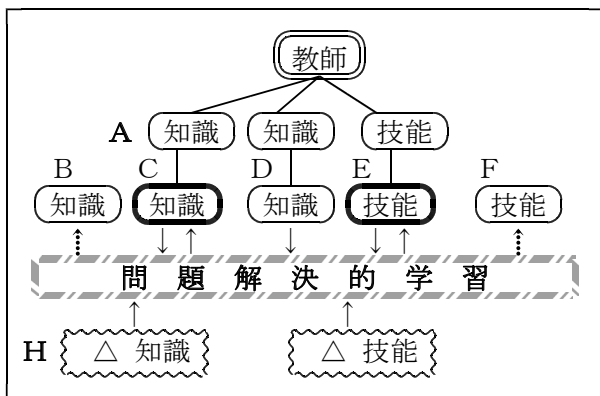 教師
A 知識 知識 技能
B C D E F
知識 知識 知識 技能 技能
問題解決的学習
H △ 知識 △ 技能